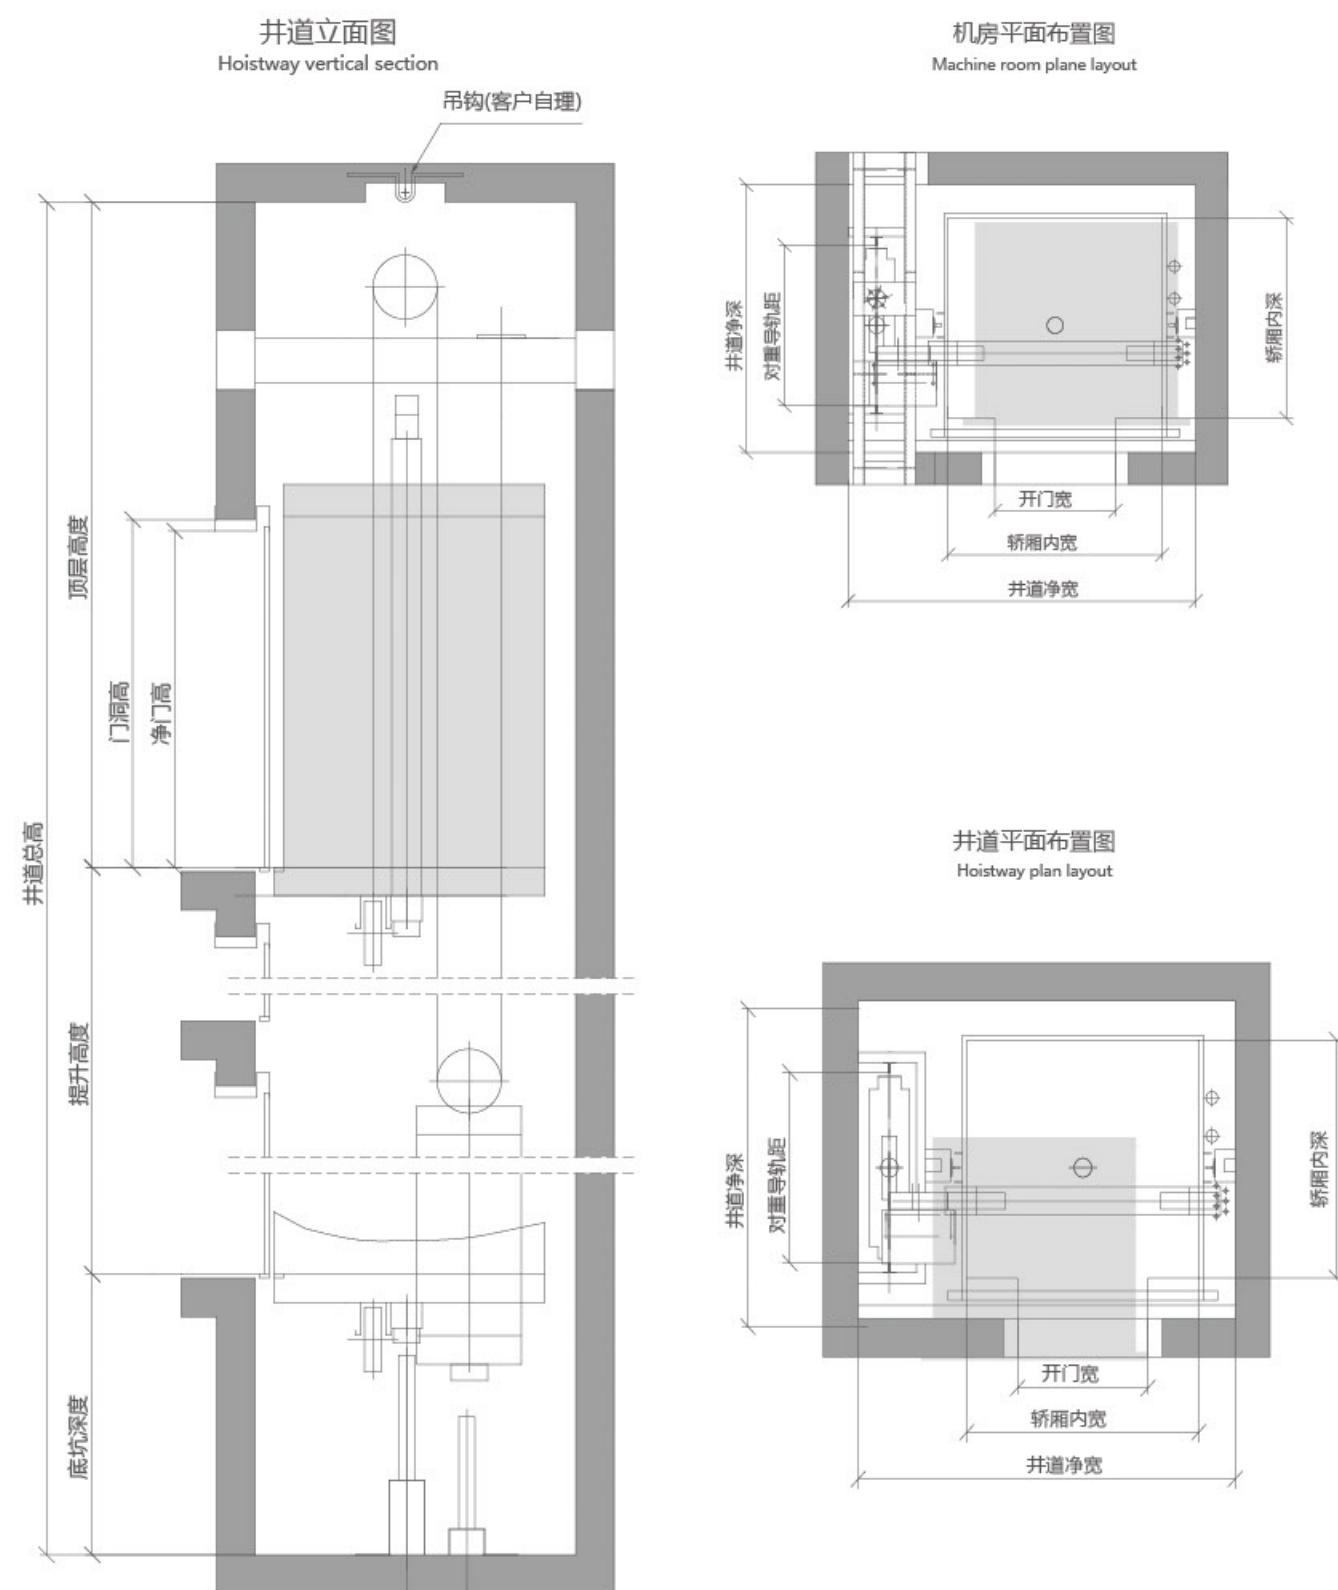 井道立面图
Hoistway vertical section
吊钩(客户自理)
井道总高
顶层高度
门洞高
净门高
提升高度
底坑深度
机房平面布置图
Machine room plane layout
井道净深
对重导轨距
轿厢内深
开门宽
轿厢内宽
井道净宽
井道平面布置图
Hoistway plan layout
井道净深
对重导轨距
轿厢内深
开门宽
轿厢内宽
井道净宽